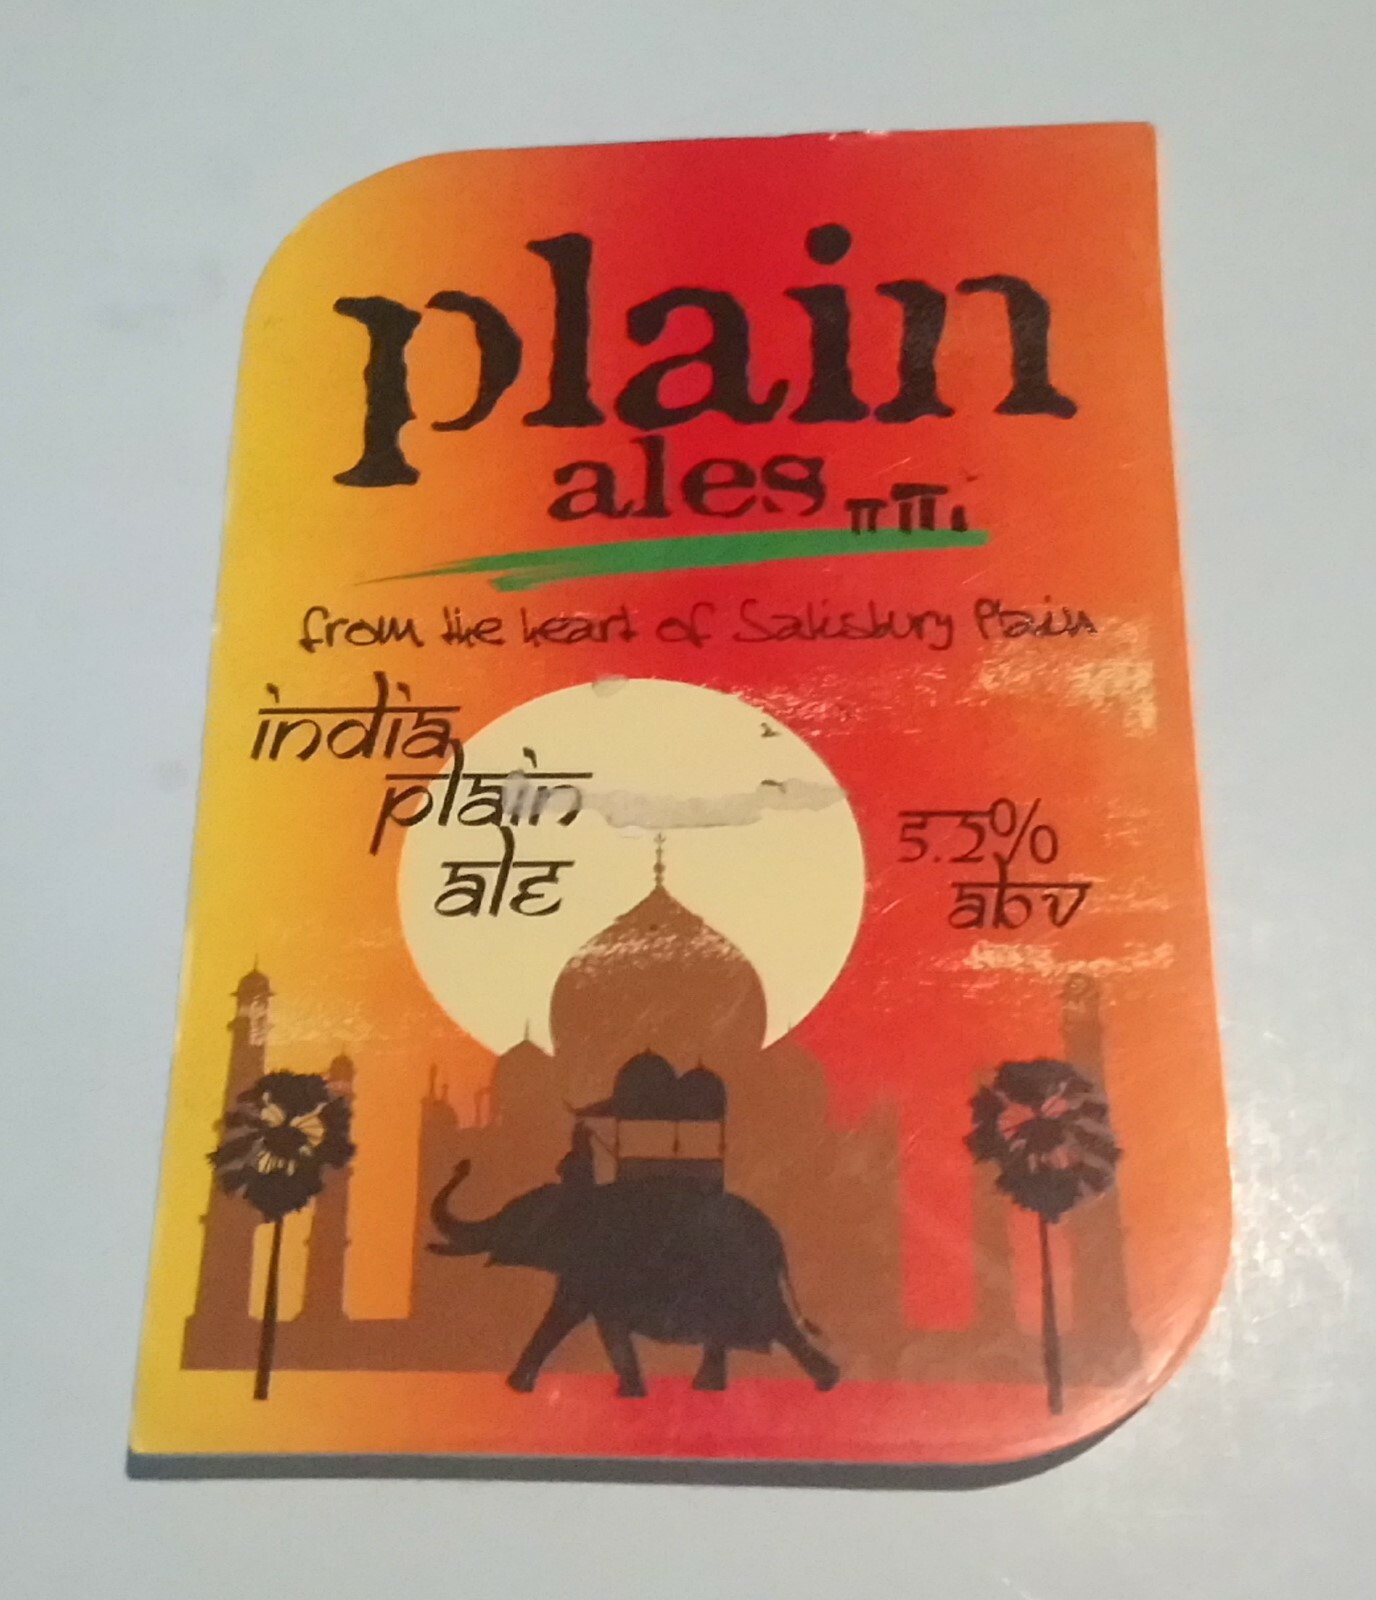 plain
ales
from the heart of Salisbury Plain
india
plain
ale
5.2%
abv